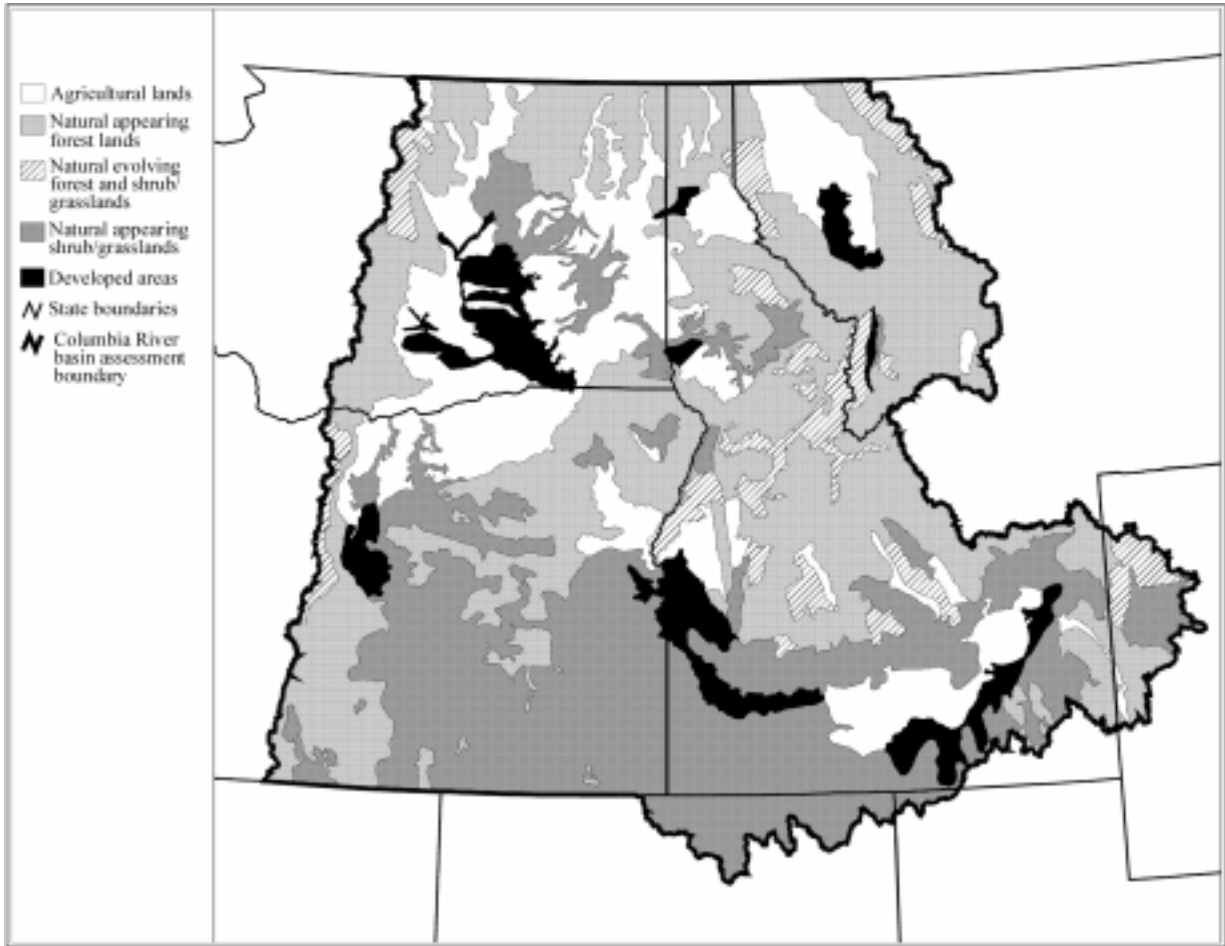 Agricultural lands
Natural appearing
forest lands
Natural evolving
forest and shrub/
grasslands
Natural appearing
shrub/grasslands
Developed areas
State boundaries
Columbia River
basin assessment
boundary